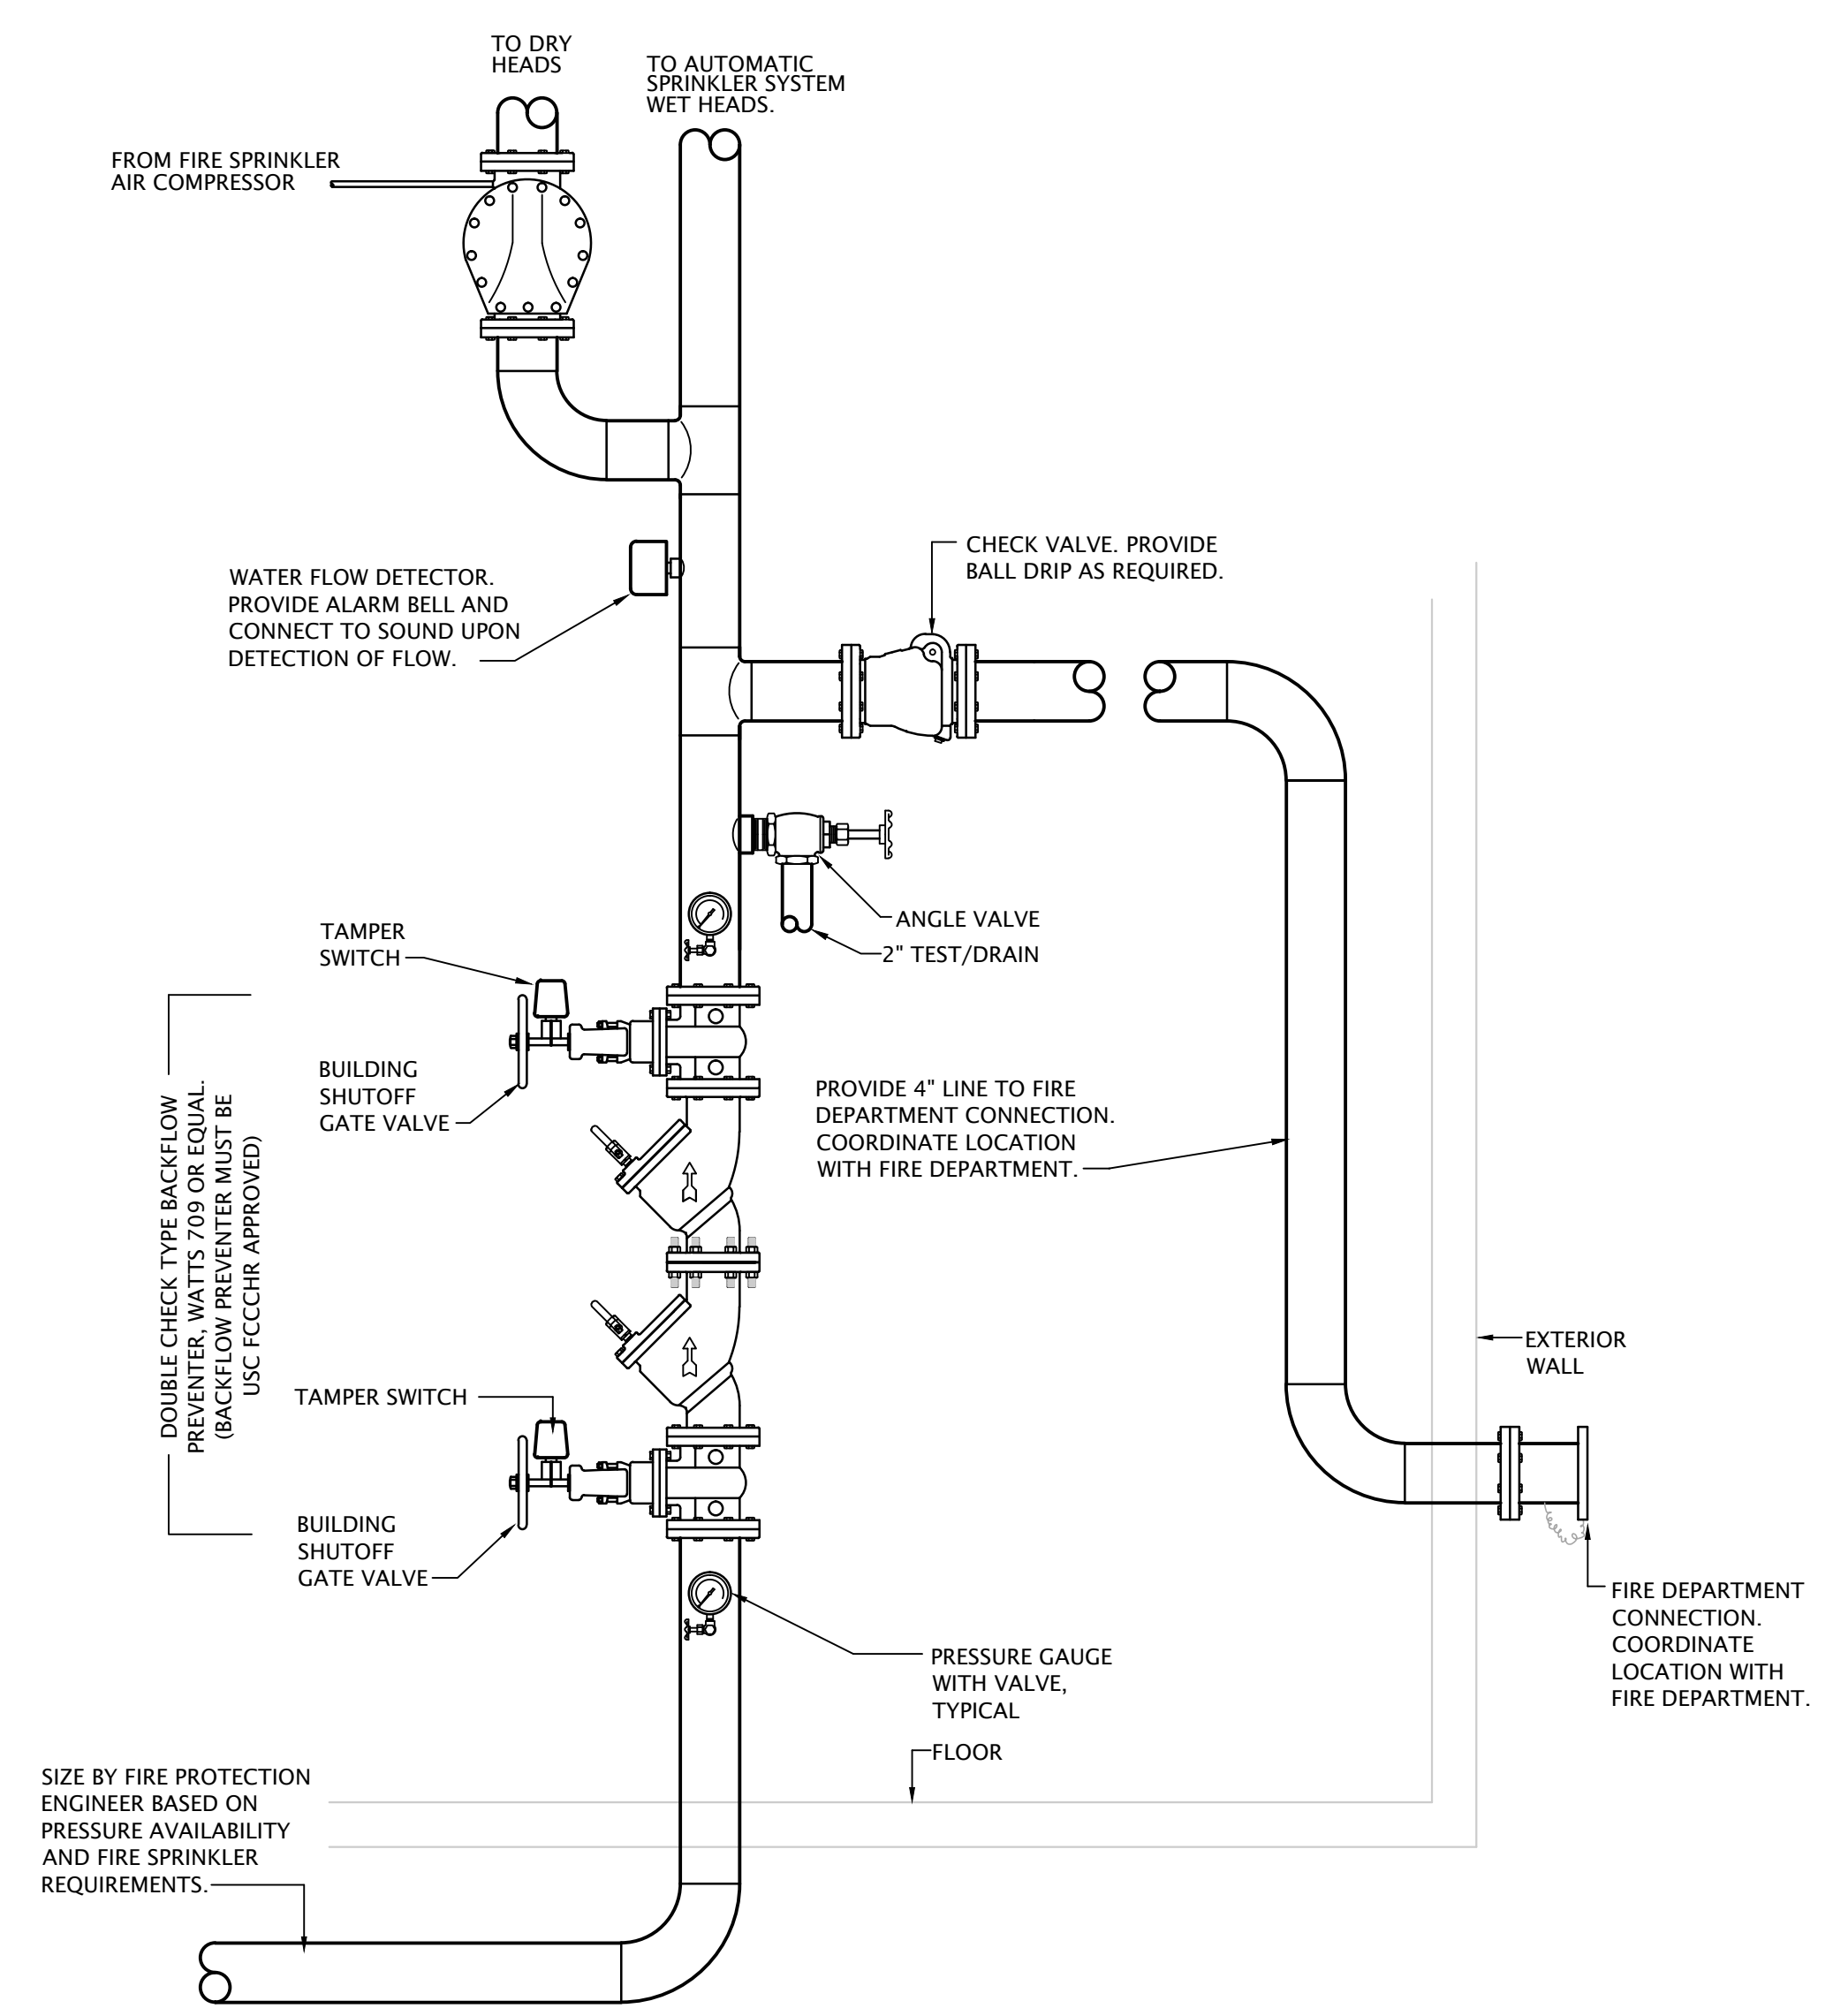 TO DRY
HEADS
TO AUTOMATIC
SPRINKLER SYSTEM
WET HEADS.
FROM FIRE SPRINKLER
AIR COMPRESSOR
WATER FLOW DETECTOR.
PROVIDE ALARM BELL AND
CONNECT TO SOUND UPON
DETECTION OF FLOW.
CHECK VALVE. PROVIDE
BALL DRIP AS REQUIRED.
ANGLE VALVE
2" TEST/DRAIN
TAMPER
SWITCH
BUILDING
SHUTOFF
GATE VALVE
DOUBLE CHECK TYPE BACKFLOW
PREVENTER, WATTS 709 OR EQUAL.
(BACKFLOW PREVENTER MUST BE
USC FCCCHR APPROVED)
PROVIDE 4" LINE TO FIRE
DEPARTMENT CONNECTION.
COORDINATE LOCATION
WITH FIRE DEPARTMENT.
EXTERIOR
WALL
TAMPER SWITCH
BUILDING
SHUTOFF
GATE VALVE
FIRE DEPARTMENT
CONNECTION.
COORDINATE
LOCATION WITH
FIRE DEPARTMENT.
PRESSURE GAUGE
WITH VALVE,
TYPICAL
FLOOR
SIZE BY FIRE PROTECTION
ENGINEER BASED ON
PRESSURE AVAILABILITY
AND FIRE SPRINKLER
REQUIREMENTS.